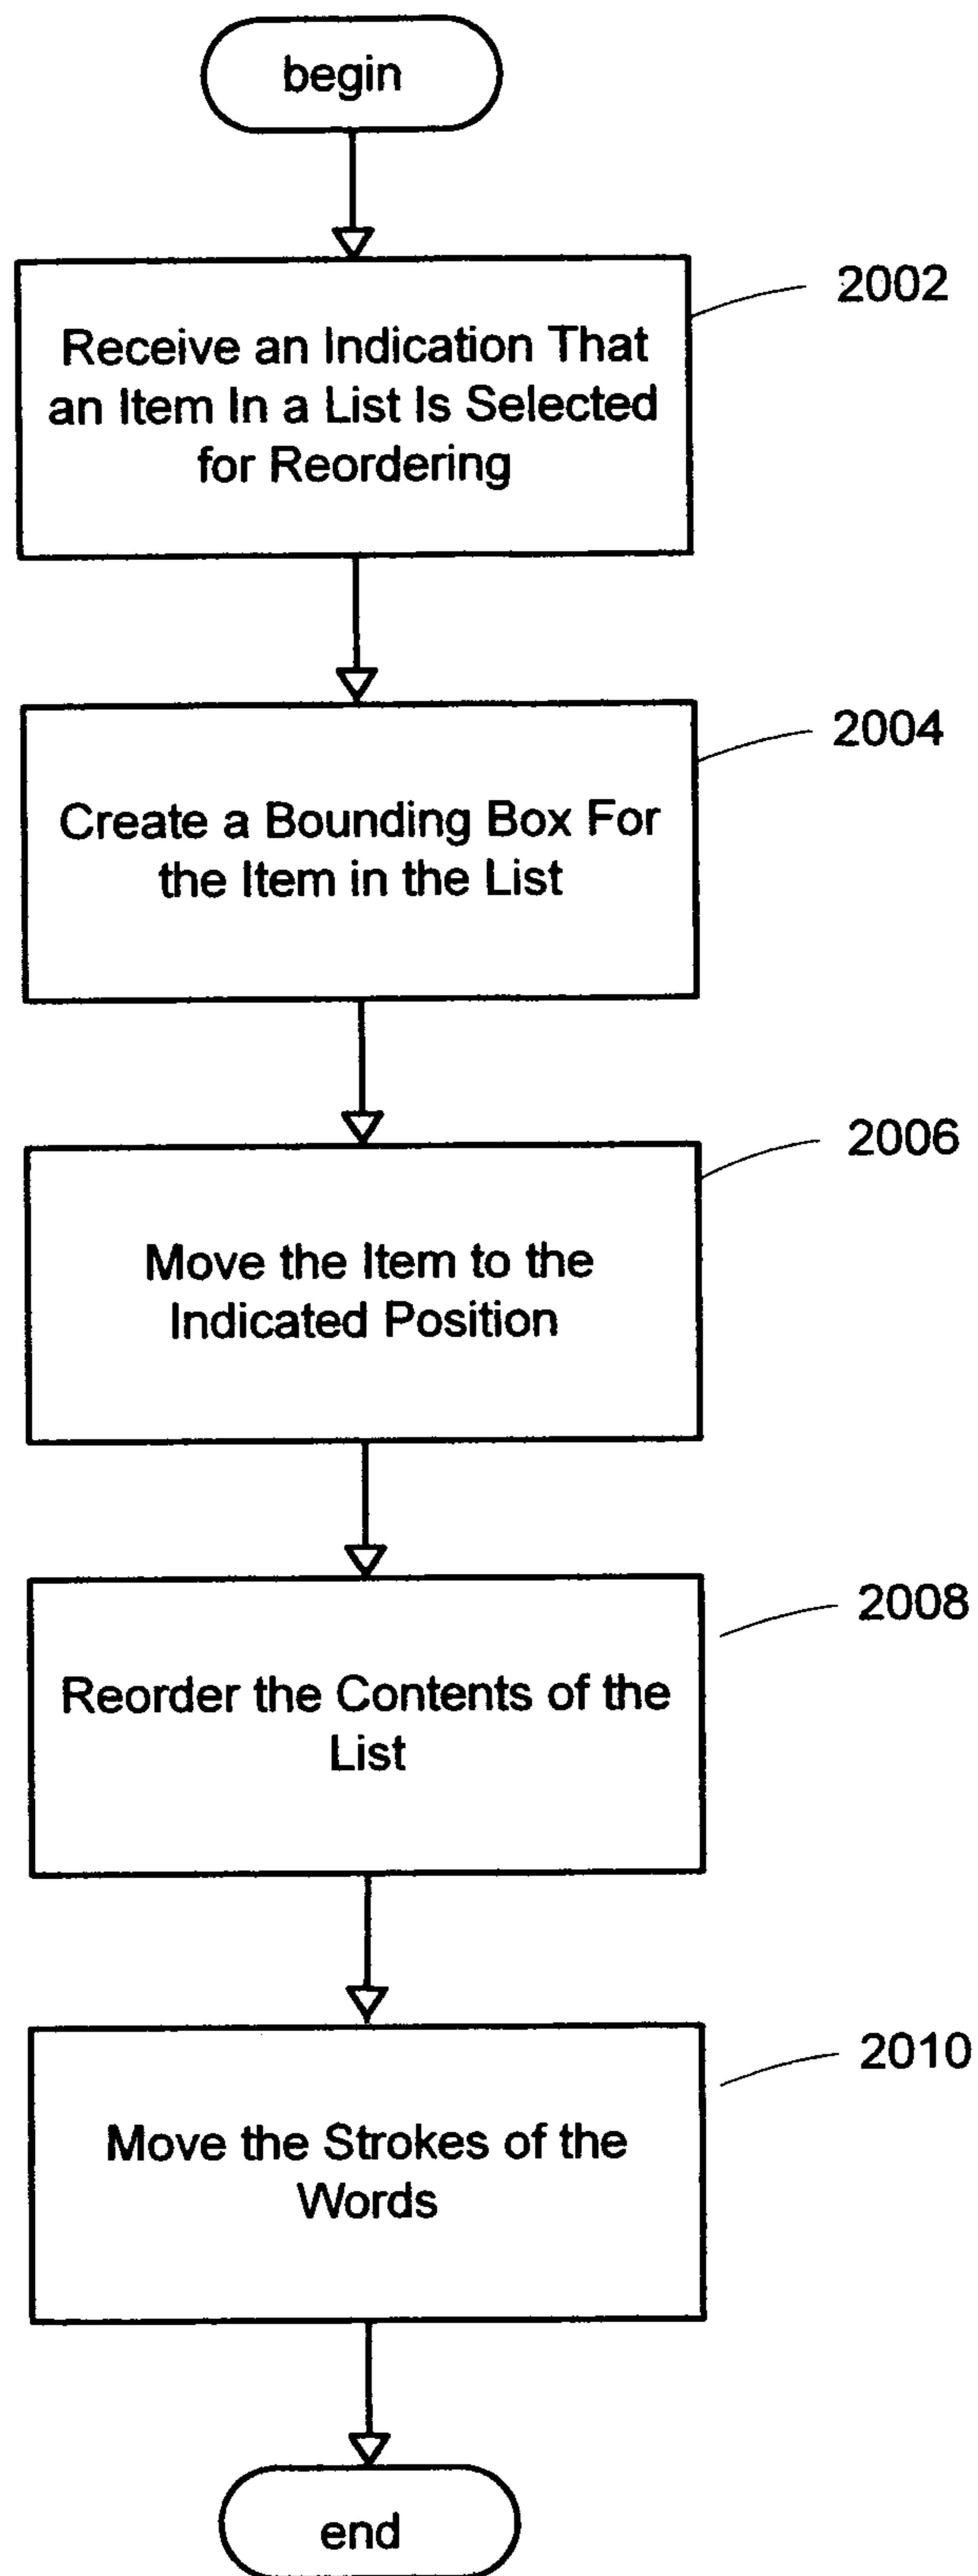 begin
2002
Receive an Indication That
an Item In a List Is Selected
for Reordering
2004
Create a Bounding Box For
the Item in the List
2006
Move the Item to the
Indicated Position
2008
Reorder the Contents of the
List
2010
Move the Strokes of the
Words
end